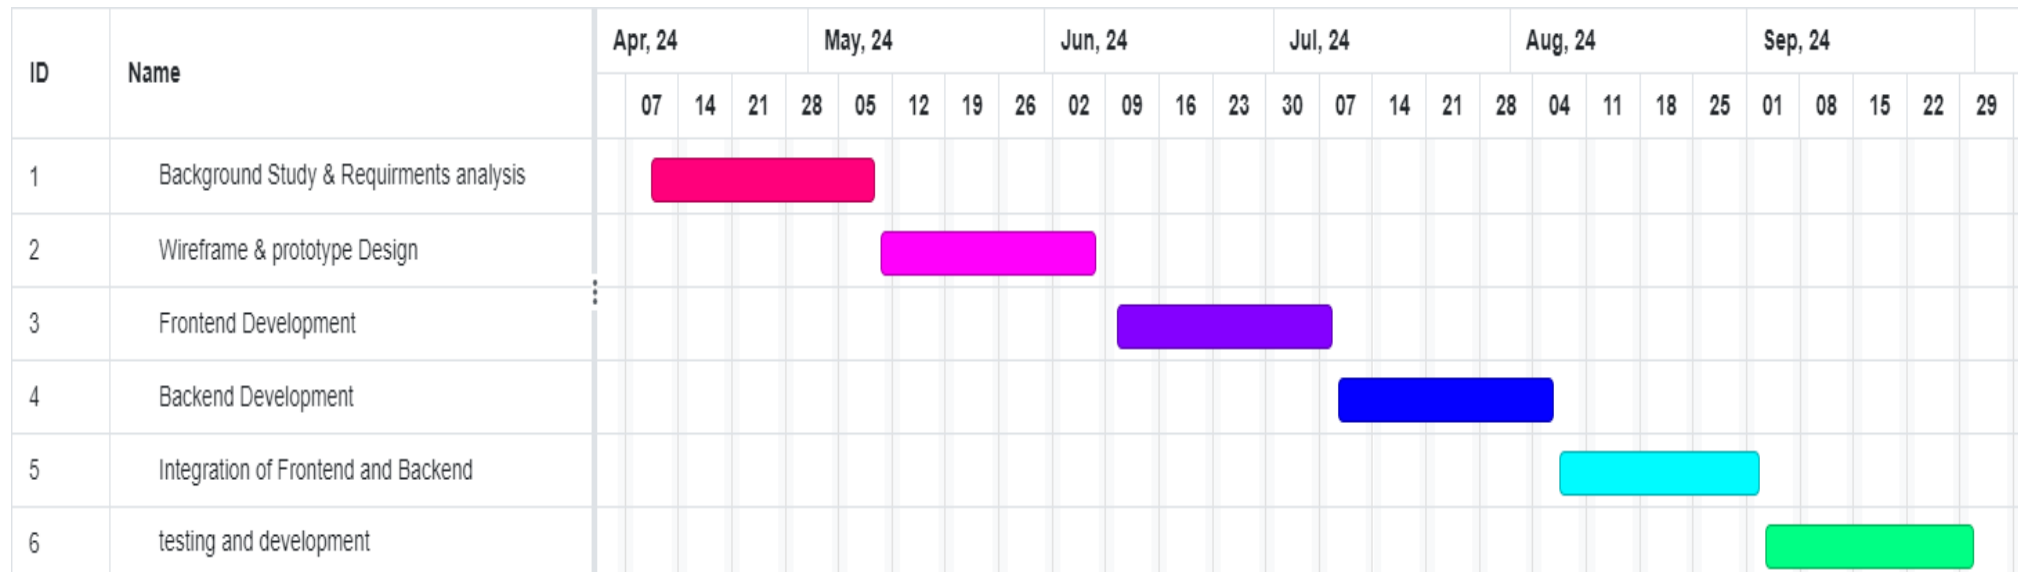 ID Name Apr, 24 May, 24 Jun, 24 Jul, 24 Aug, 24 Sep, 24
07 14 21 28 05 12 19 26 02 09 16 23 30 07 14 21 28 04 11 18 25 01 08 15 22 29
1 Background Study & Requirments analysis
2 Wireframe & prototype Design
3 Frontend Development
4 Backend Development
5 Integration of Frontend and Backend
6 testing and development